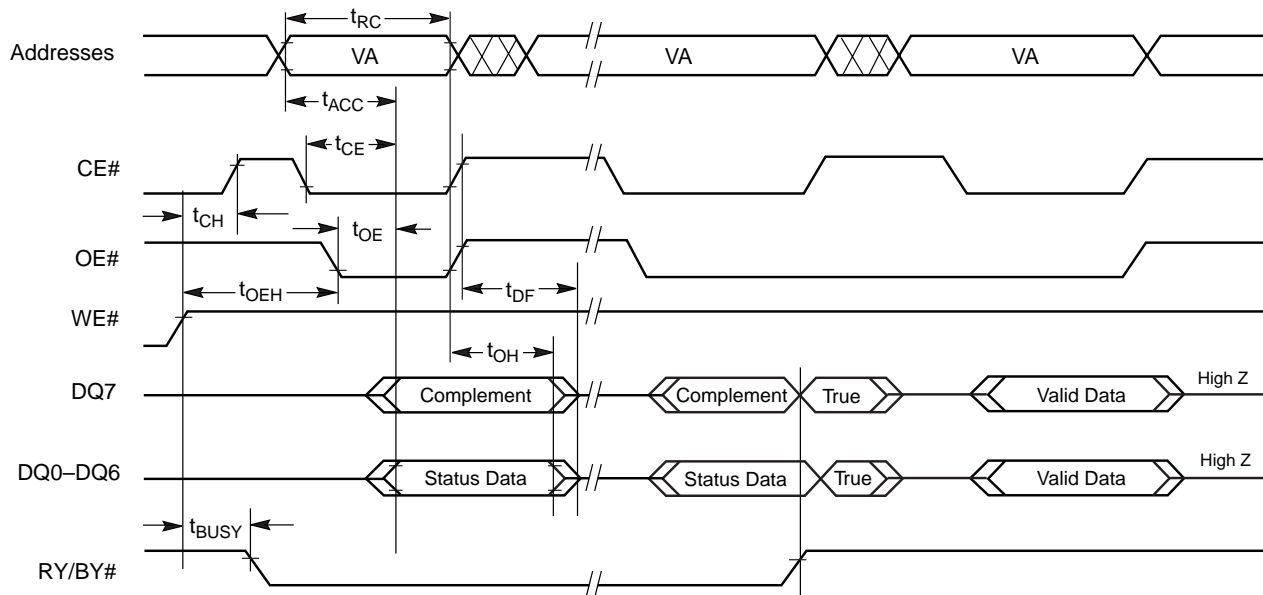 tRC
Addresses VA VA VA
tACC
tCE
CE#
tCH tOE
OE#
tOEH tDF
WE#
tOH
DQ7 Complement Complement True Valid Data High Z
DQ0–DQ6 Status Data Status Data True Valid Data High Z
tBUSY
RY/BY#